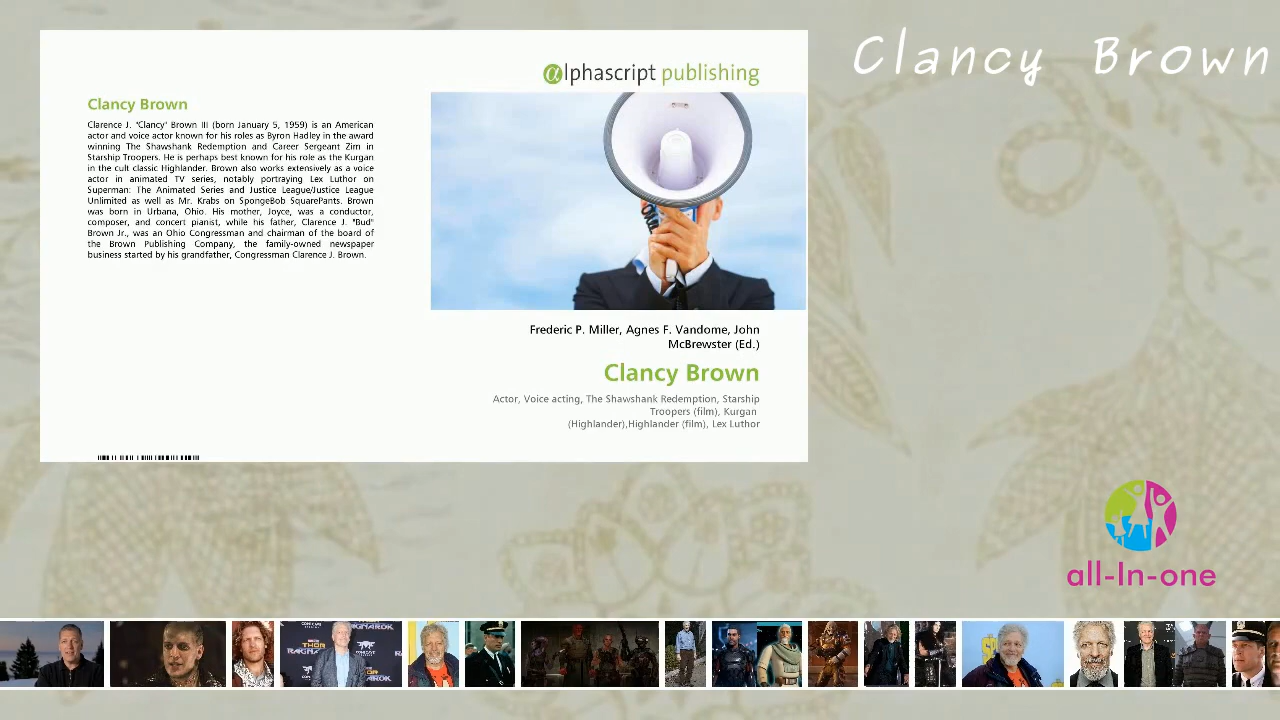 Clancy Brown
@lphascript publishing
Clancy Brown
Clarence J. "Clancy" Brown III (born January 5, 1959) is an American
actor and voice actor known for his roles as Byron Hadley in the award
winning The Shawshank Redemption and Career Sergeant Zim in
Starship Troopers. He is perhaps best known for his role as the Kurgan
in the cult classic Highlander. Brown also works extensively as a voice
actor in animated TV series, notably portraying Lex Luthor on
Superman: The Animated Series and Justice League/Justice League
Unlimited as well as Mr. Krabs on SpongeBob SquarePants. Brown
was born in Urbana, Ohio. His mother, Joyce, was a conductor,
composer, and concert pianist, while his father, Clarence J. "Bud"
Brown Jr., was an Ohio Congressman and chairman of the board of
the Brown Publishing Company, the family-owned newspaper
business started by his grandfather, Congressman Clarence J. Brown.
Frederic P. Miller, Agnes F. Vandome, John
McBrewster (Ed.)
Clancy Brown
Actor, Voice acting, The Shawshank Redemption, Starship
Troopers (film), Kurgan
(Highlander),Highlander (film), Lex Luthor
all-In-one
THOR